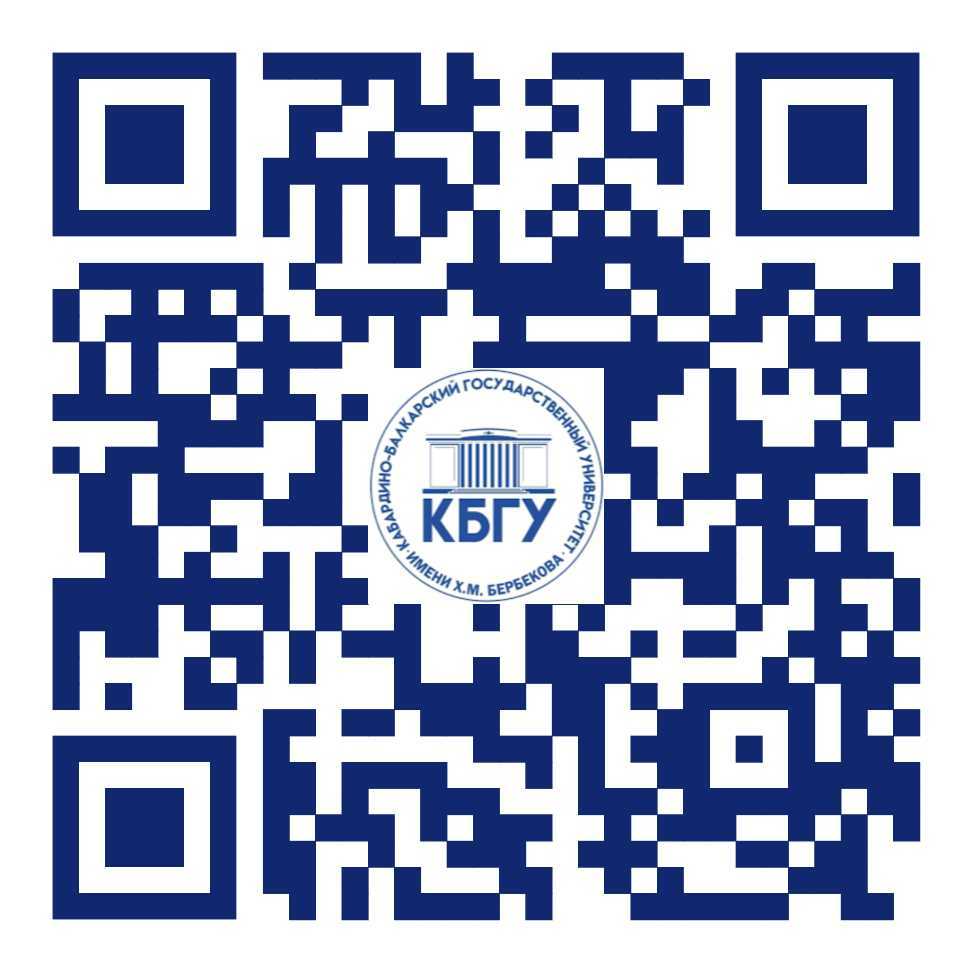 КАБАРДИНО-БАЛКАРСКИЙ ГОСУДАРСТВЕННЫЙ УНИВЕРСИТЕТ
КБГУ
· ИМЕНИ Х.М. БЕРБЕКОВА ·